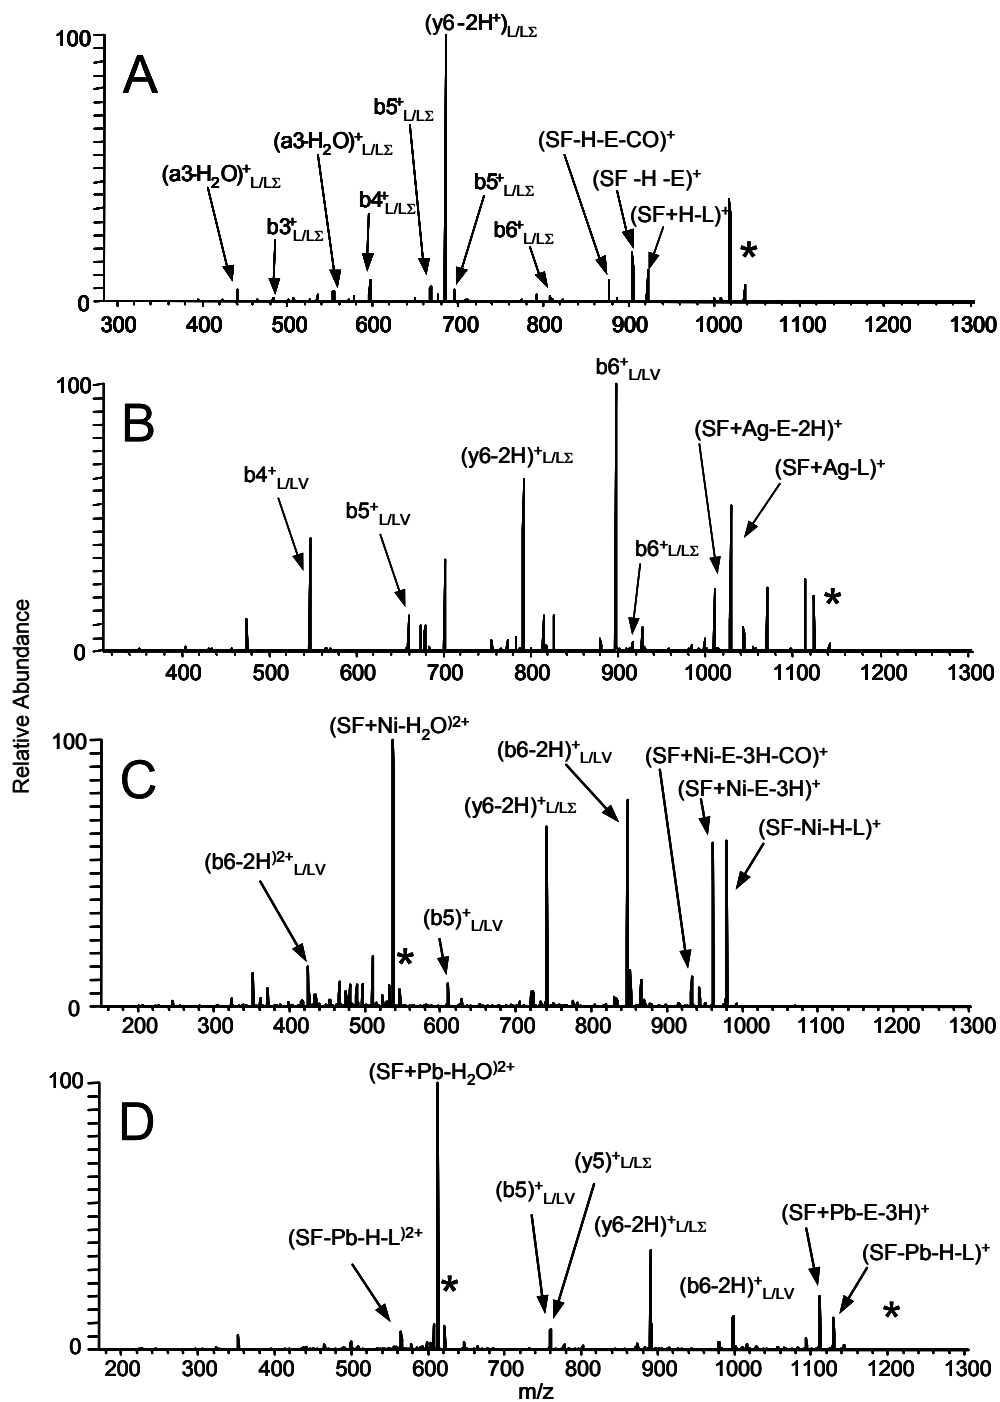 (y6-2H⁺)L/LΣ
100
A
b5⁺L/LΣ
(a3-H₂O)⁺L/LΣ
(SF-H-E-CO)⁺
(a3-H₂O)⁺L/LΣ
b5⁺L/LΣ
(SF -H -E)⁺
b4⁺L/LΣ
(SF+H-L)⁺
b3⁺L/LΣ
b6⁺L/LΣ
*
0
300 400 500 600 700 800 900 1000 1100 1200 1300
b6⁺L/LV
100
B
(SF+Ag-E-2H)⁺
(y6-2H)⁺L/LΣ
(SF+Ag-L)⁺
b4⁺L/LV
b5⁺L/LV
b6⁺L/LΣ
*
0
400 500 600 700 800 900 1000 1100 1200 1300
Relative Abundance
(SF+Ni-H₂O)²⁺
100
C
(b6-2H)⁺L/LV
(SF+Ni-E-3H-CO)⁺
(SF+Ni-E-3H)⁺
(y6-2H)⁺L/LΣ
(SF-Ni-H-L)⁺
(b6-2H)²⁺L/LV
(b5)⁺L/LV
*
0
200 300 400 500 600 700 800 900 1000 1100 1200 1300
(SF+Pb-H₂O)²⁺
100
D
(y5)⁺L/LΣ
(b5)⁺L/LV
(SF+Pb-E-3H)⁺
(y6-2H)⁺L/LΣ
(SF-Pb-H-L)²⁺
(SF-Pb-H-L)⁺
(b6-2H)⁺L/LV
*
*
0
200 300 400 500 600 700 800 900 1000 1100 1200 1300
m/z